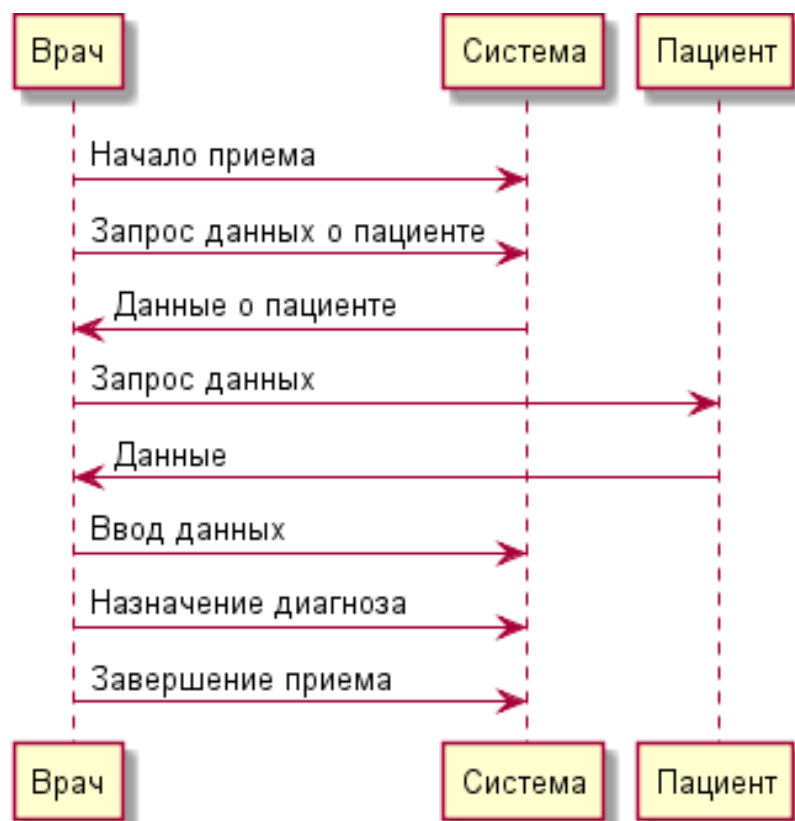 Врач
Система
Пациент
Начало приема
Запрос данных о пациенте
Данные о пациенте
Запрос данных
Данные
Ввод данных
Назначение диагноза
Завершение приема
Врач
Система
Пациент